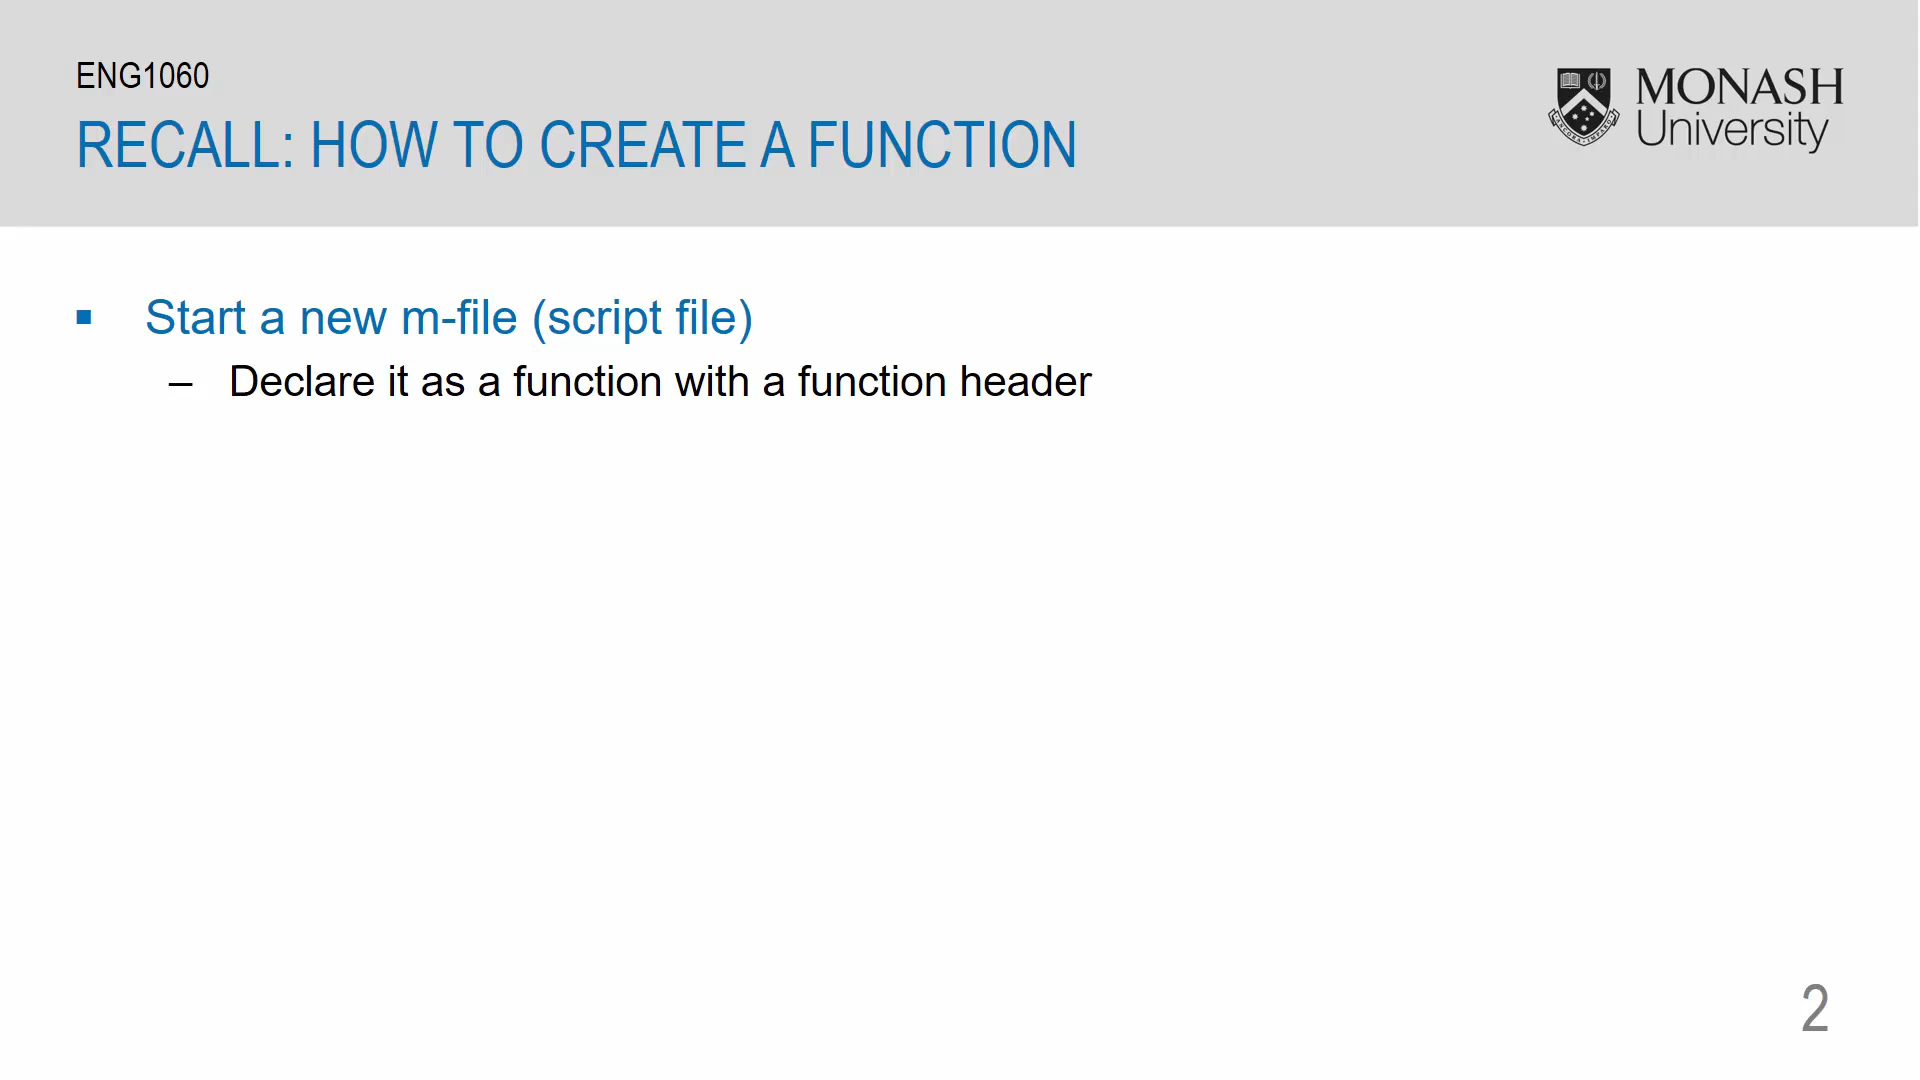 ENG1060
RECALL: HOW TO CREATE A FUNCTION
MONASH
University
▪ Start a new m-file (script file)
– Declare it as a function with a function header
2